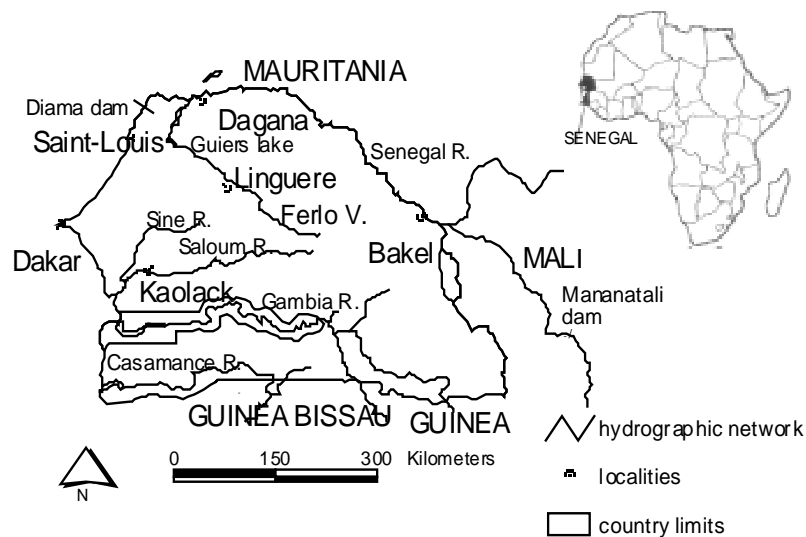 MAURITANIA
Diama dam
Dagana
Saint-Louis
Guiers lake
Senegal R.
SENEGAL
Linguere
Sine R.
Ferlo V.
Saloum R.
Dakar
Bakel
MALI
Kaolack
Gambia R.
Mananatali
dam
Casamance R.
GUINEA BISSAU
GUINEA
hydrographic network
0 150 300 Kilometers
N
localities
country limits